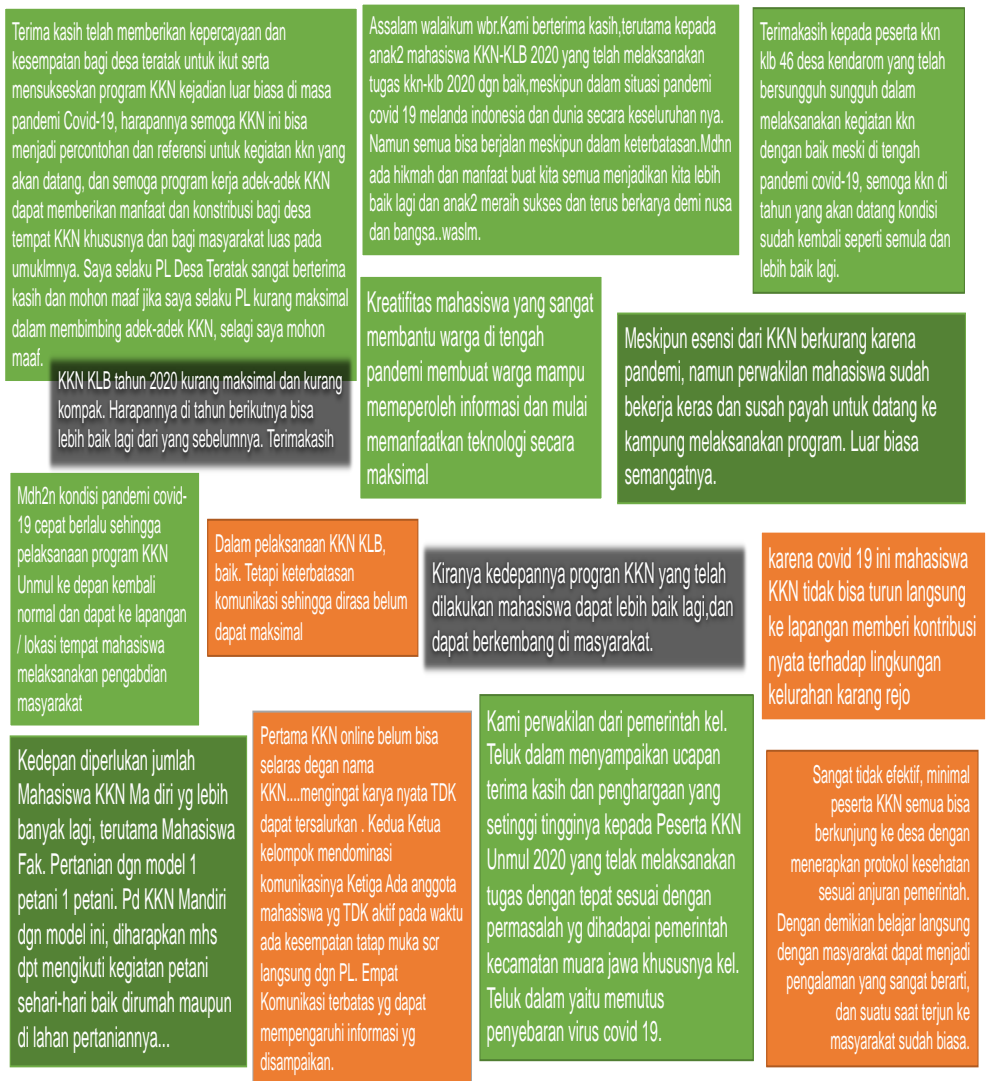 Terima kasih telah memberikan kepercayaan dan
kesempatan bagi desa teratak untuk ikut serta
mensukseskan program KKN kejadian luar biasa di masa
pandemi Covid-19, harapannya semoga KKN ini bisa
menjadi percontohan dan referensi untuk kegiatan kkn yang
akan datang, dan semoga program kerja adek-adek KKN
dapat memberikan manfaat dan konstribusi bagi desa
tempat KKN khususnya dan bagi masyarakat luas pada
umuklmnya. Saya selaku PL Desa Teratak sangat berterima
kasih dan mohon maaf jika saya selaku PL kurang maksimal
dalam membimbing adek-adek KKN, selagi saya mohon
maaf.
Assalam walaikum wbr.Kami berterima kasih,terutama kepada
anak2 mahasiswa KKN-KLB 2020 yang telah melaksanakan
tugas kkn-klb 2020 dgn baik,meskipun dalam situasi pandemi
covid 19 melanda indonesia dan dunia secara keseluruhan nya.
Namun semua bisa berjalan meskipun dalam keterbatasan.Mdhn
ada hikmah dan manfaat buat kita semua menjadikan kita lebih
baik lagi dan anak2 meraih sukses dan terus berkarya demi nusa
dan bangsa..waslm.
Terimakasih kepada peserta kkn
klb 46 desa kendarom yang telah
bersungguh sungguh dalam
melaksanakan kegiatan kkn
dengan baik meski di tengah
pandemi covid-19, semoga kkn di
tahun yang akan datang kondisi
sudah kembali seperti semula dan
lebih baik lagi.
KKN KLB tahun 2020 kurang maksimal dan kurang
kompak. Harapannya di tahun berikutnya bisa
lebih baik lagi dari yang sebelumnya. Terimakasih
Kreatifitas mahasiswa yang sangat
membantu warga di tengah
pandemi membuat warga mampu
memeperoleh informasi dan mulai
memanfaatkan teknologi secara
maksimal
Meskipun esensi dari KKN berkurang karena
pandemi, namun perwakilan mahasiswa sudah
bekerja keras dan susah payah untuk datang ke
kampung melaksanakan program. Luar biasa
semangatnya.
Mdh2n kondisi pandemi covid-
19 cepat berlalu sehingga
pelaksanaan program KKN
Unmul ke depan kembali
normal dan dapat ke lapangan
/ lokasi tempat mahasiswa
melaksanakan pengabdian
masyarakat
Dalam pelaksanaan KKN KLB,
baik. Tetapi keterbatasan
komunikasi sehingga dirasa belum
dapat maksimal
Kiranya kedepannya progran KKN yang telah
dilakukan mahasiswa dapat lebih baik lagi,dan
dapat berkembang di masyarakat.
karena covid 19 ini mahasiswa
KKN tidak bisa turun langsung
ke lapangan memberi kontribusi
nyata terhadap lingkungan
kelurahan karang rejo
Kedepan diperlukan jumlah
Mahasiswa KKN Ma diri yg lebih
banyak lagi, terutama Mahasiswa
Fak. Pertanian dgn model 1
petani 1 petani. Pd KKN Mandiri
dgn model ini, diharapkan mhs
dpt mengikuti kegiatan petani
sehari-hari baik dirumah maupun
di lahan pertaniannya...
Pertama KKN online belum bisa
selaras degan nama
KKN....mengingat karya nyata TDK
dapat tersalurkan . Kedua Ketua
kelompok mendominasi
komunikasinya Ketiga Ada anggota
mahasiswa yg TDK aktif pada waktu
ada kesempatan tatap muka scr
langsung dgn PL. Empat
Komunikasi terbatas yg dapat
mempengaruhi informasi yg
disampaikan.
Kami perwakilan dari pemerintah kel.
Teluk dalam menyampaikan ucapan
terima kasih dan penghargaan yang
setinggi tingginya kepada Peserta KKN
Unmul 2020 yang telak melaksanakan
tugas dengan tepat sesuai dengan
permasalah yg dihadapai pemerintah
kecamatan muara jawa khususnya kel.
Teluk dalam yaitu memutus
penyebaran virus covid 19.
Sangat tidak efektif, minimal
peserta KKN semua bisa
berkunjung ke desa dengan
menerapkan protokol kesehatan
sesuai anjuran pemerintah.
Dengan demikian belajar langsung
dengan masyarakat dapat menjadi
pengalaman yang sangat berarti,
dan suatu saat terjun ke
masyarakat sudah biasa.